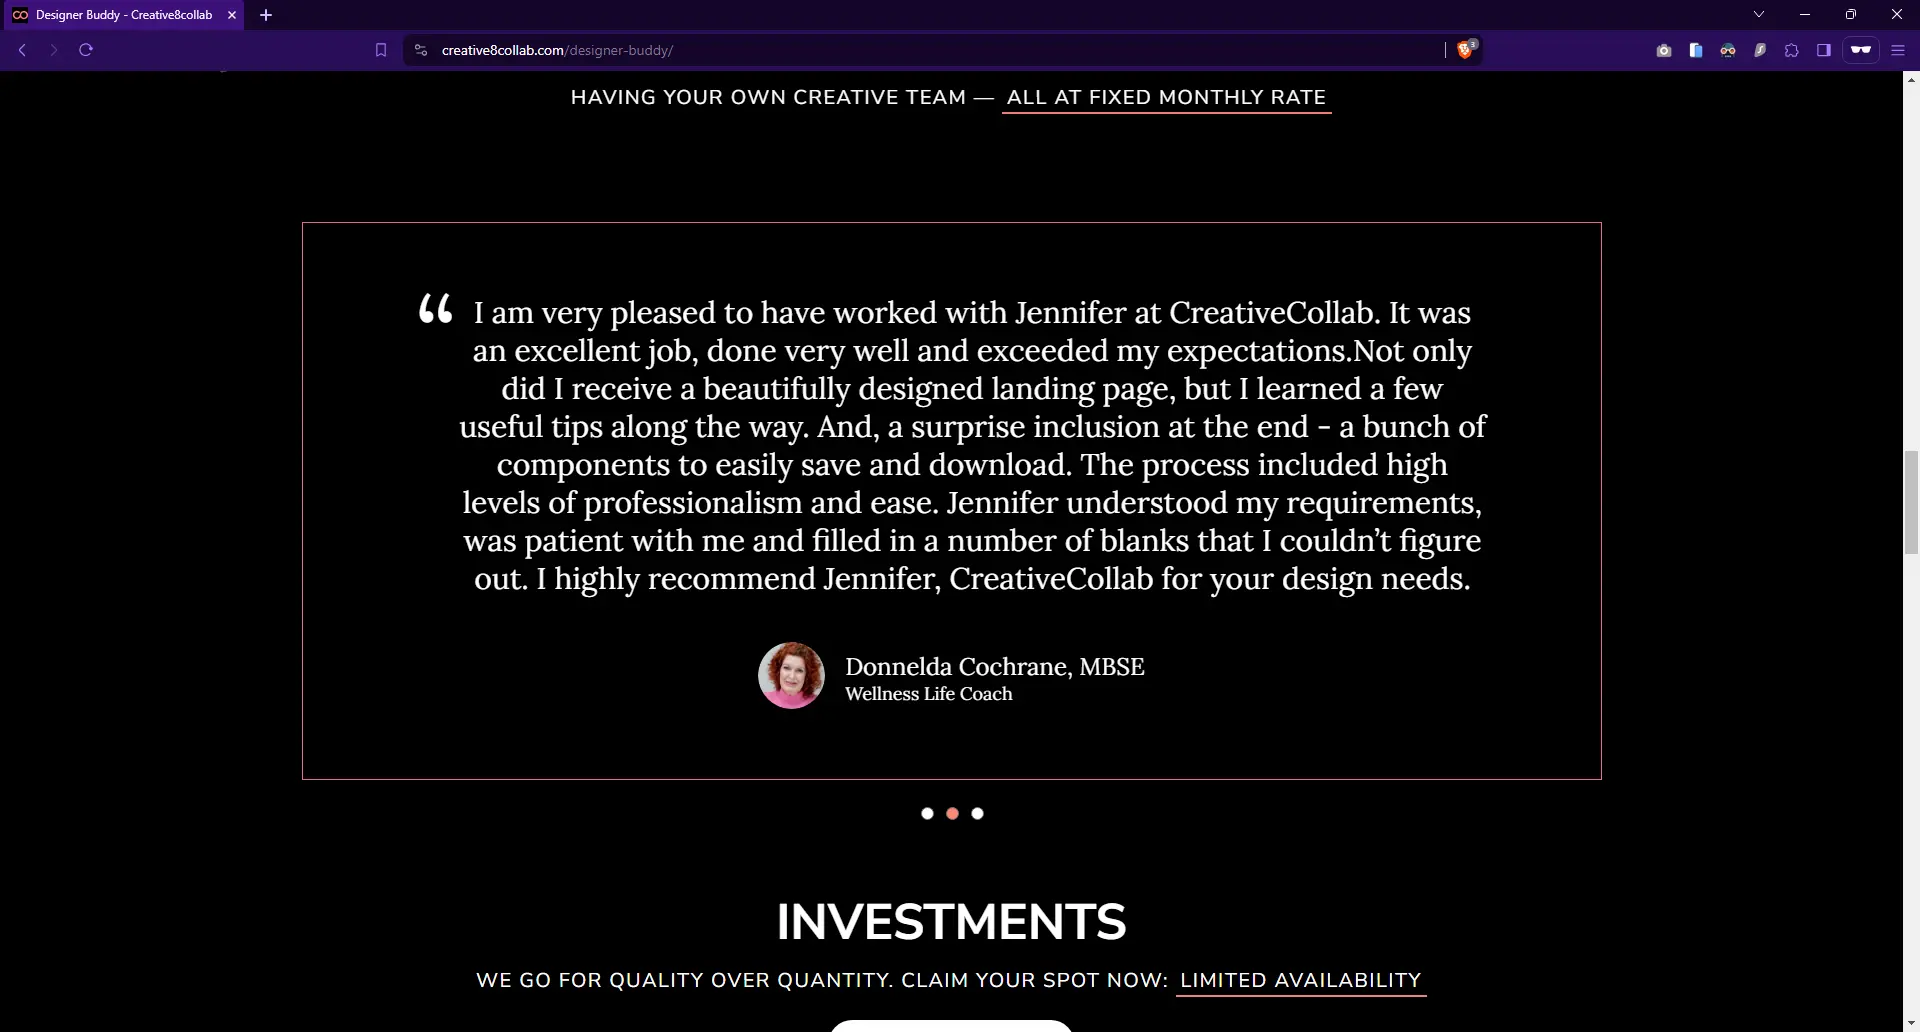 Designer Buddy - Creative8collab
creative8collab.com/designer-buddy/
3
HAVING YOUR OWN CREATIVE TEAM — ALL AT FIXED MONTHLY RATE
“ I am very pleased to have worked with Jennifer at CreativeCollab. It was
an excellent job, done very well and exceeded my expectations.Not only
did I receive a beautifully designed landing page, but I learned a few
useful tips along the way. And, a surprise inclusion at the end - a bunch of
components to easily save and download. The process included high
levels of professionalism and ease. Jennifer understood my requirements,
was patient with me and filled in a number of blanks that I couldn’t figure
out. I highly recommend Jennifer, CreativeCollab for your design needs.
Donnelda Cochrane, MBSE
Wellness Life Coach
INVESTMENTS
WE GO FOR QUALITY OVER QUANTITY. CLAIM YOUR SPOT NOW: LIMITED AVAILABILITY